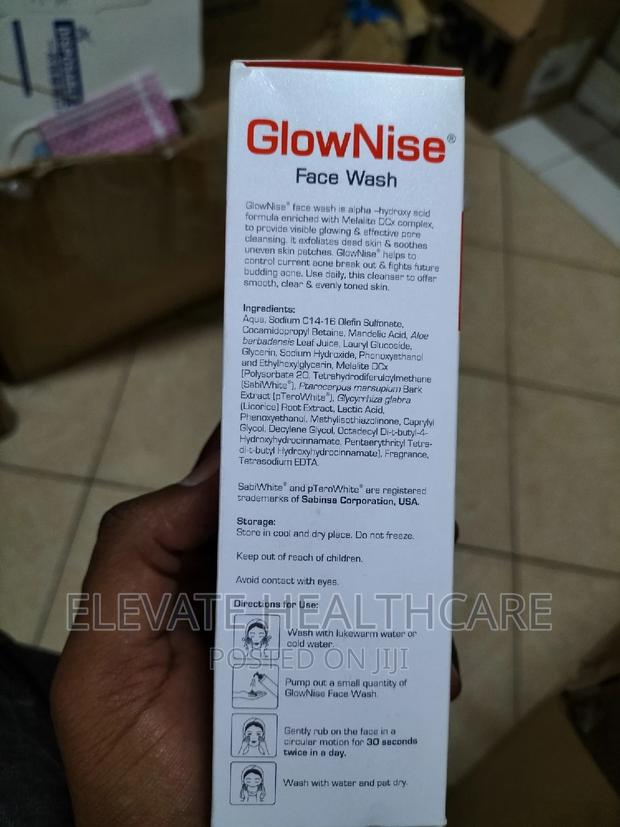 GlowNise®
Face Wash
GlowNise® face wash is alpha –hydroxy acid
formula enriched with Melalite DCx complex,
to provide visible glowing & effective pore
cleansing. It exfoliates dead skin & soothes
uneven skin patches. GlowNise® helps to
control current acne break out & fights future
budding acne. Use daily, this cleanser to offer
smooth, clear & evenly toned skin.
Ingredients:
Aqua, Sodium C14-16 Olefin Sulfonate,
Cocamidopropyl Betaine, Mandelic Acid, Aloe
barbadensis Leaf Juice, Lauryl Glucoside,
Glycerin, Sodium Hydroxide, Phenoxyethanol
and Ethylhexylglycerin, Melalite DCx
[Polysorbate 20, Tetrahydrodiferuloylmethane
(SabiWhite®), Pterocarpus marsupium Bark
Extract [pTeroWhite®], Glycyrrhiza glabra
(Licorice) Root Extract, Lactic Acid,
Phenoxyethanol, Methylisothiazolinone, Caprylyl
Glycol, Decylene Glycol, Octadecyl Di-t-butyl-4-
Hydroxyhydrocinnamate, Pentaerythrityl Tetra-
di-t-butyl Hydroxyhydrocinnamate], Fragrance,
Tetrasodium EDTA.
SabiWhite® and pTeroWhite® are registered
trademarks of Sabinsa Corporation, USA.
Storage:
Store in cool and dry place. Do not freeze.
Keep out of reach of children.
Avoid contact with eyes.
Directions for Use:
ELEVATE HEALTHCARE
Wash with lukewarm water or
cold water.
POSTED ON JIJI
Pump out a small quantity of
GlowNise Face Wash.
Gently rub on the face in a
circular motion for 30 seconds
twice in a day.
Wash with water and pat dry.